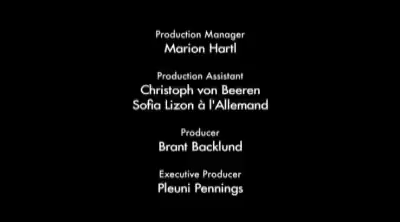 Production Manager
Marion Hartl
Production Assistant
Christoph von Beeren
Sofia Lizon à l'Allemand
Producer
Brant Backlund
Executive Producer
Pleuni Pennings